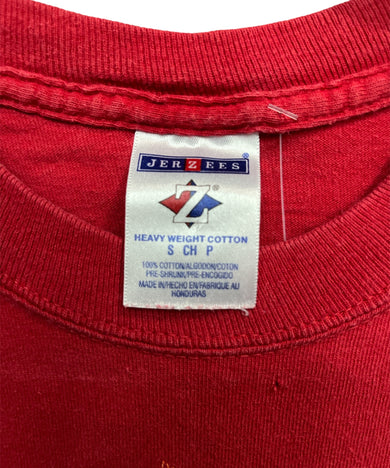 JERZEES
®
Z
HEAVY WEIGHT COTTON
S CH P
100% COTTON/ALGODON/COTON
PRE-SHRUNK/PRE-ENCOGIDO
MADE IN/HECHO EN/FABRIQUE AU
HONDURAS